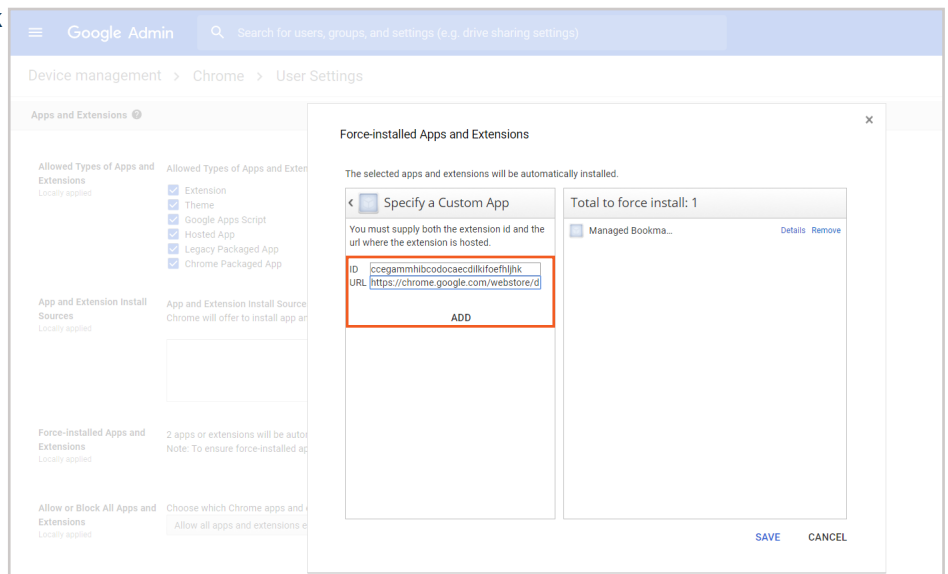 Google Admin
Search for users, groups, and settings (e.g. drive sharing settings)
Device management > Chrome > User Settings
Apps and Extensions
Allowed Types of Apps and
Extensions
Locally applied
Allowed Types of Apps and Exten
Extension
Theme
Google Apps Script
Hosted App
Legacy Packaged App
Chrome Packaged App
App and Extension Install
Sources
Locally applied
App and Extension Install Source
Chrome will offer to install app an
Force-installed Apps and
Extensions
Locally applied
2 apps or extensions will be auto
Note: To ensure force-installed ap
Allow or Block All Apps and
Extensions
Locally applied
Choose which Chrome apps and
Allow all apps and extensions e
×
Force-installed Apps and Extensions
The selected apps and extensions will be automatically installed.
‹ Specify a Custom App
You must supply both the extension id and the
url where the extension is hosted.
ID ccegammhibcodocaecdilkifoefhljhk
URL https://chrome.google.com/webstore/d
ADD
Total to force install: 1
Managed Bookma... Details Remove
SAVE CANCEL